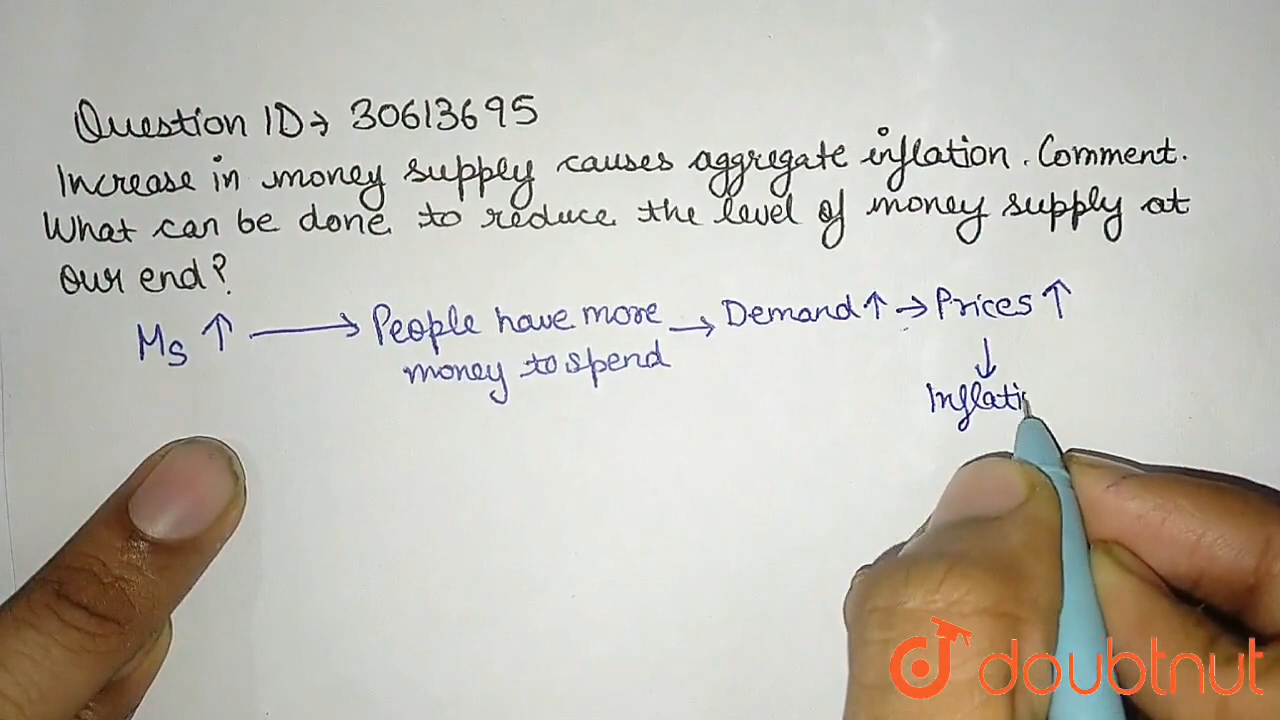 Question ID→ 30613695
Increase in money supply causes aggregate inflation. Comment.
What can be done to reduce the level of money supply at
our end?
Ms ↑ → People have more money to spend → Demand ↑ → Prices ↑
↓
Inflati
doubtnut